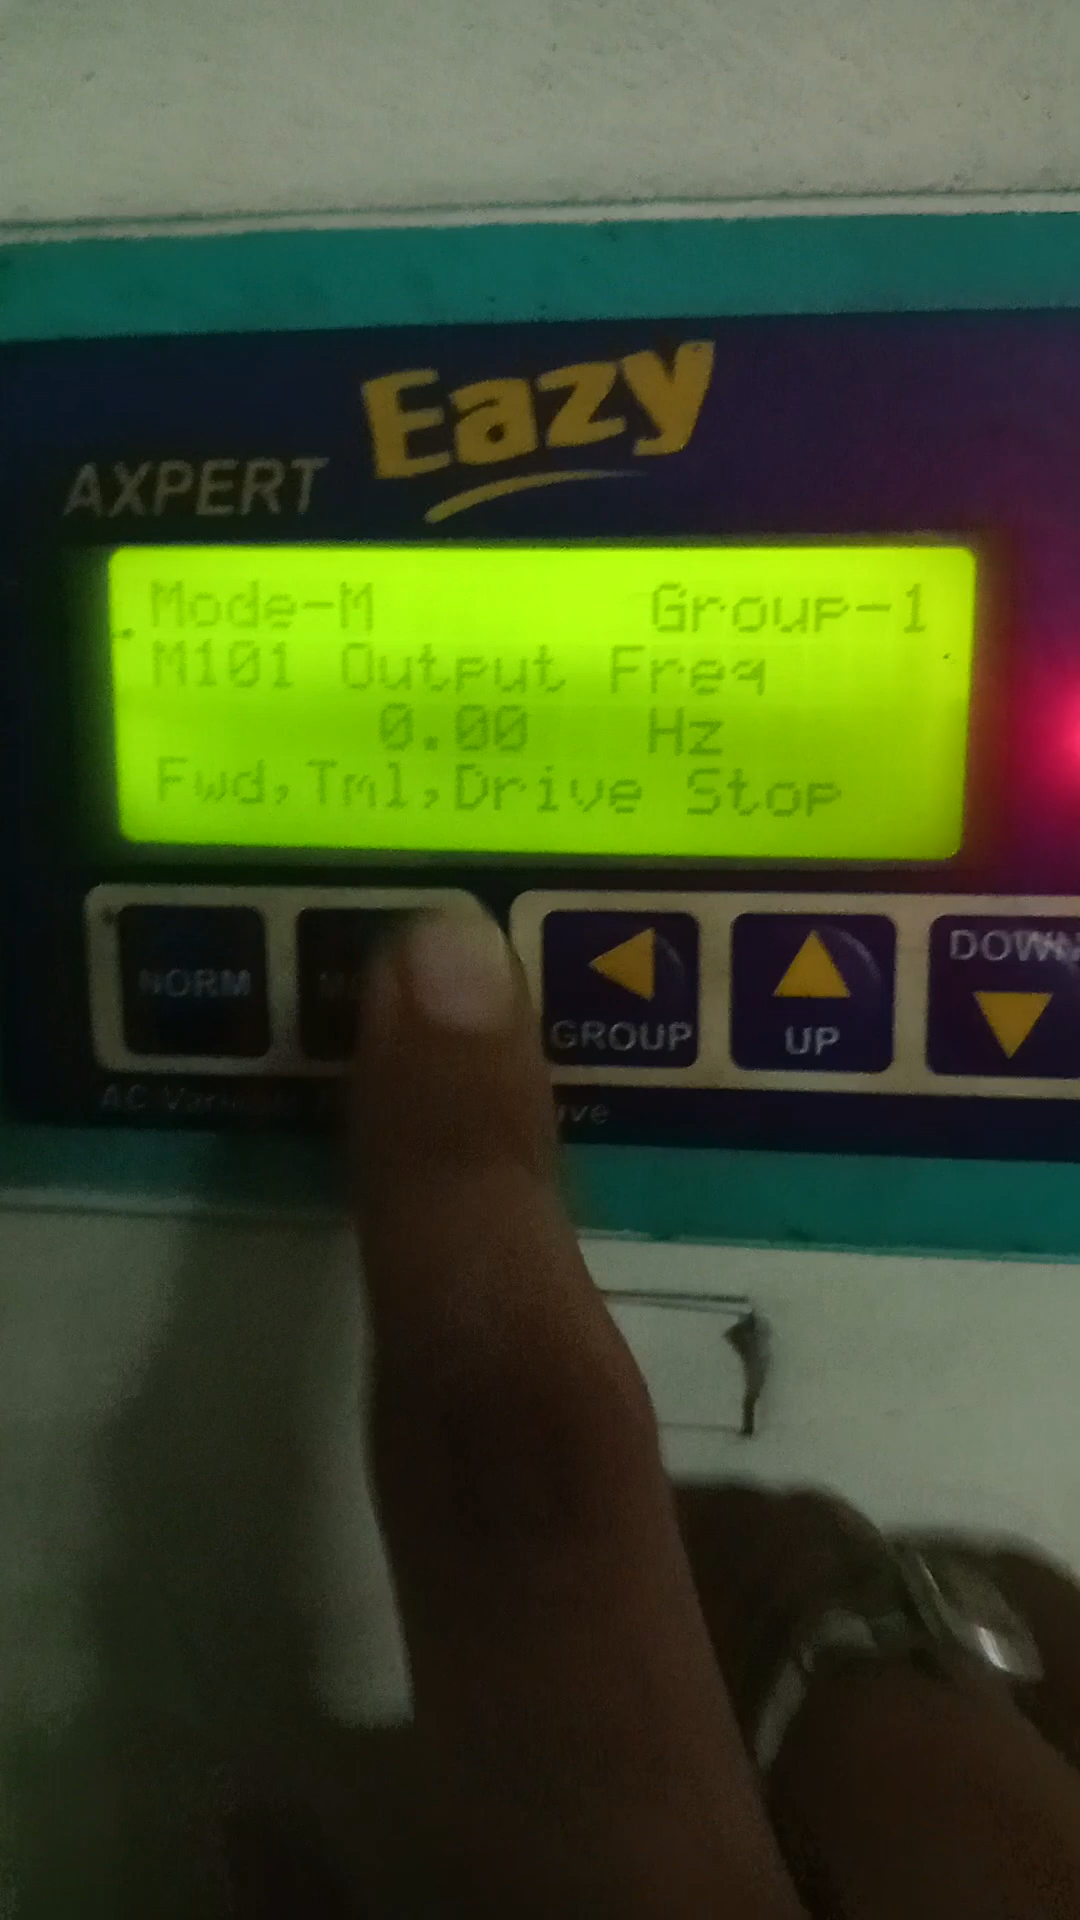 Eazy
AXPERT
Mode-M Group-1
M101 Output Freq
0.00 Hz
Fwd,Tml,Drive Stop
NORM GROUP UP DOWN
AC